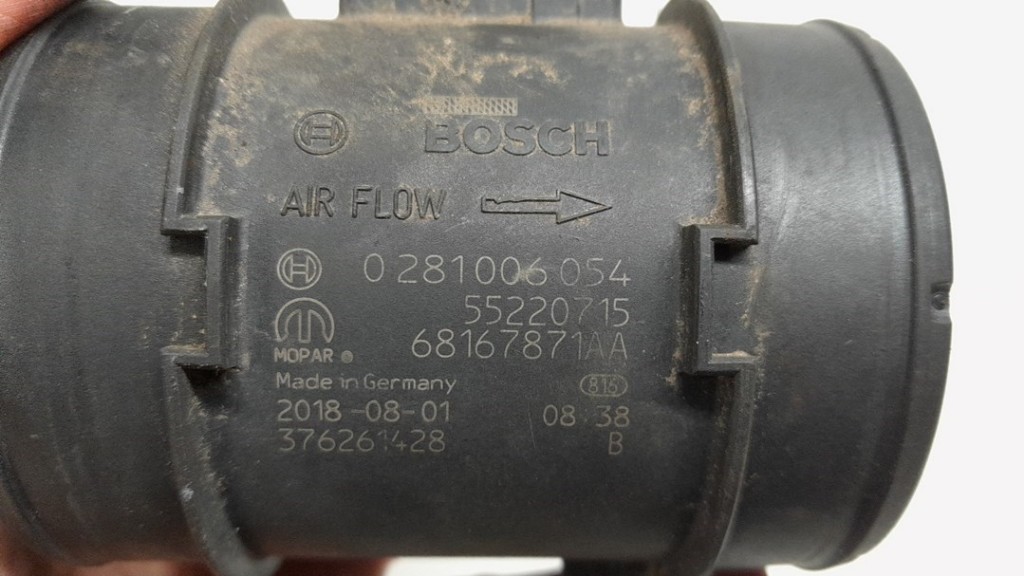 BOSCH
AIR FLOW
0 281 006 054
55220715
68167871AA
MOPAR ®
Made in Germany 816
2018-08-01 08:38
376261428 B